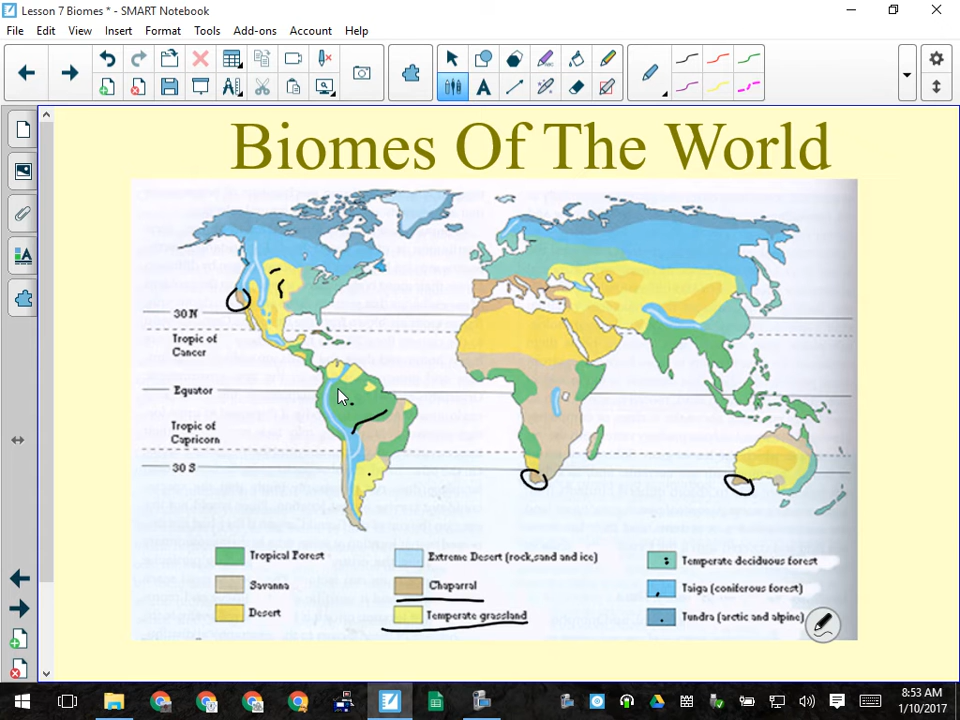 Lesson 7 Biomes * - SMART Notebook
File Edit View Insert Format Tools Add-ons Account Help
Biomes Of The World
30 N
Tropic of
Cancer
Equator
Tropic of
Capricorn
30 S
Tropical Forest
Extreme Desert (rock,sand and ice)
Temperate deciduous forest
Savanna
Chaparral
Taiga (coniferous forest)
Desert
Temperate grassland
Tundra (arctic and alpine)
8:53 AM
1/10/2017